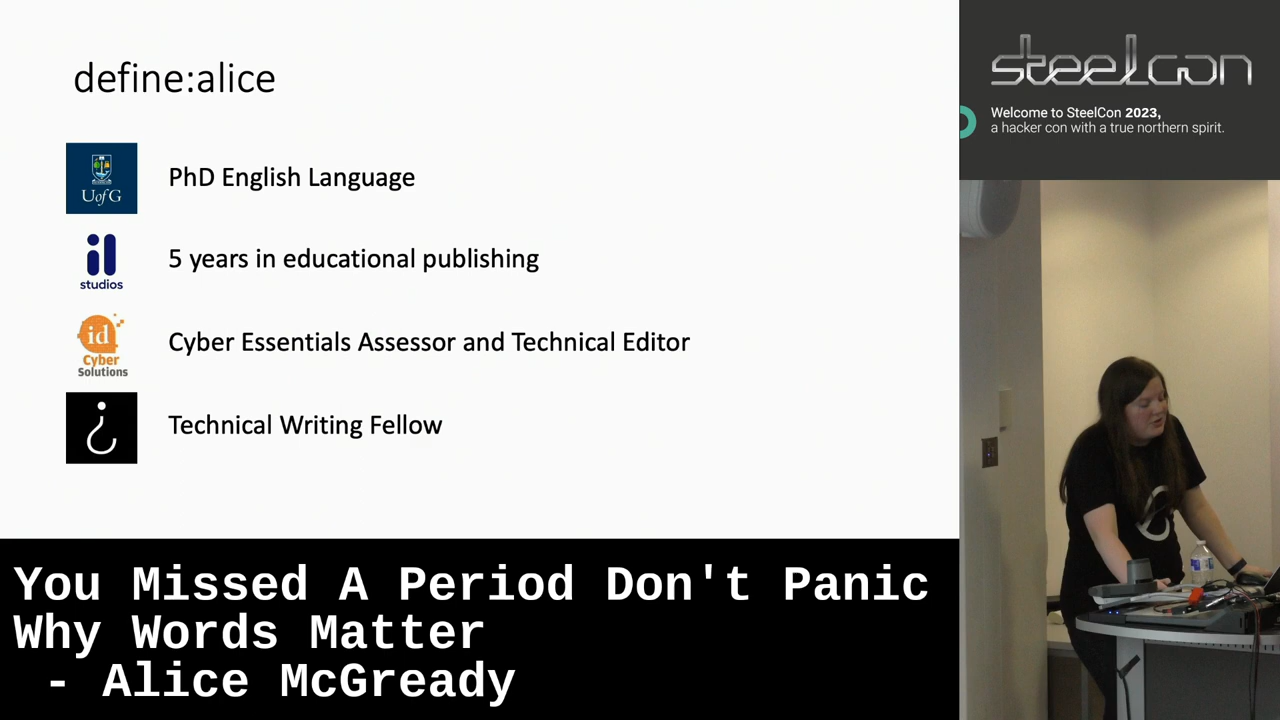 define:alice
UofG
PhD English Language
il
studios
5 years in educational publishing
id
Cyber
Solutions
Cyber Essentials Assessor and Technical Editor
¿
Technical Writing Fellow
You Missed A Period Don't Panic
Why Words Matter
- Alice McGready
steelcon
Welcome to SteelCon 2023,
a hacker con with a true northern spirit.